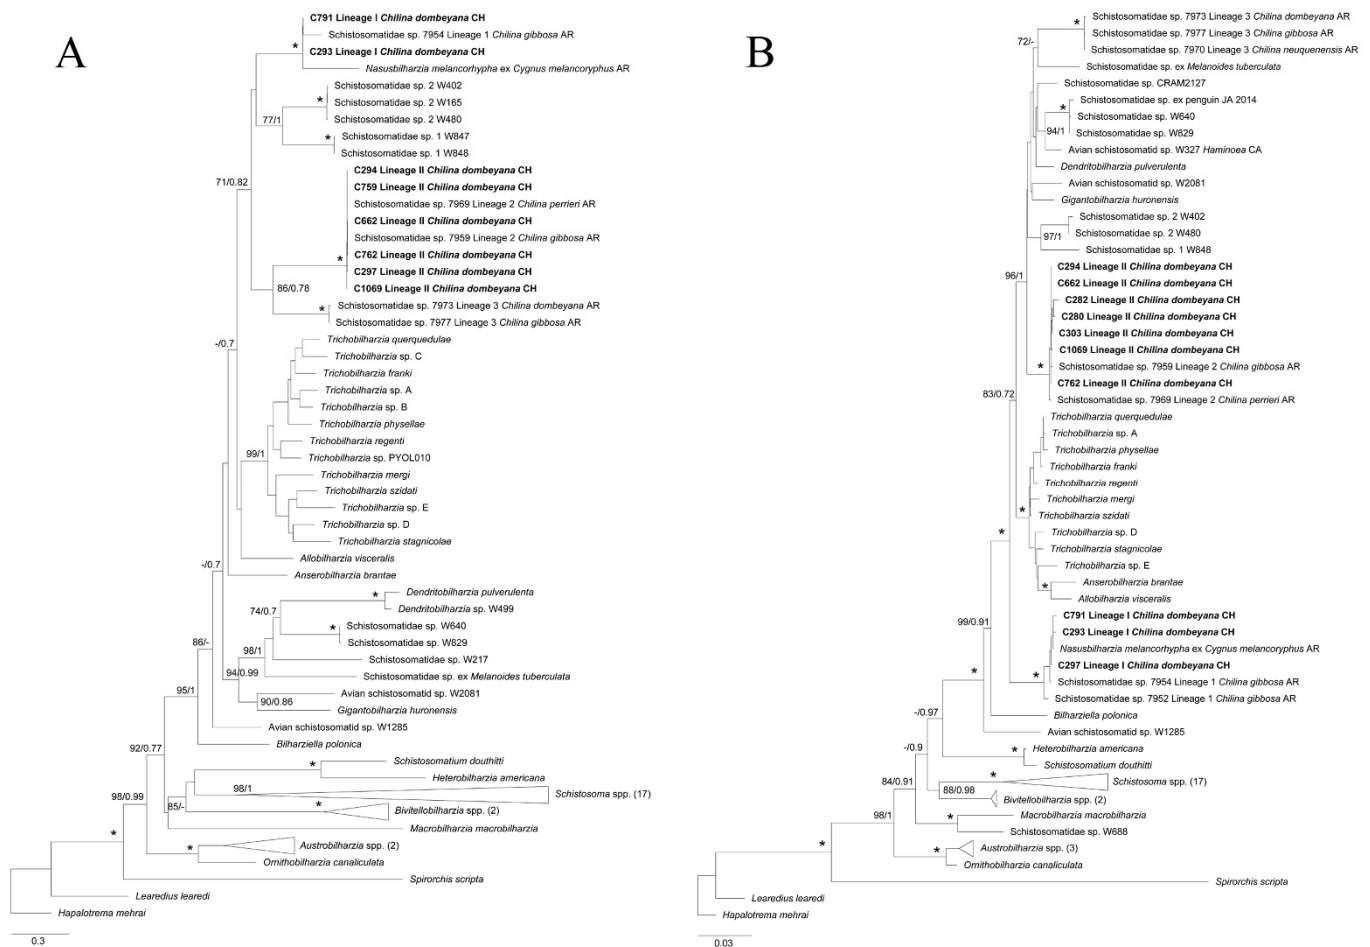 A
C791 Lineage I Chilina dombeyana CH
Schistosomatidae sp. 7954 Lineage 1 Chilina gibbosa AR
*
C293 Lineage I Chilina dombeyana CH
Nasusbilharzia melancorhypha ex Cygnus melancoryphus AR
Schistosomatidae sp. 2 W402
*
Schistosomatidae sp. 2 W165
77/1
Schistosomatidae sp. 2 W480
*
Schistosomatidae sp. 1 W847
Schistosomatidae sp. 1 W848
C294 Lineage II Chilina dombeyana CH
71/0.82
C759 Lineage II Chilina dombeyana CH
Schistosomatidae sp. 7969 Lineage 2 Chilina perrieri AR
C662 Lineage II Chilina dombeyana CH
Schistosomatidae sp. 7959 Lineage 2 Chilina gibbosa AR
*
C762 Lineage II Chilina dombeyana CH
C297 Lineage II Chilina dombeyana CH
86/0.78
C1069 Lineage II Chilina dombeyana CH
*
Schistosomatidae sp. 7973 Lineage 3 Chilina dombeyana AR
Schistosomatidae sp. 7977 Lineage 3 Chilina gibbosa AR
Trichobilharzia querquedulae
-/0.7
Trichobilharzia sp. C
Trichobilharzia franki
Trichobilharzia sp. A
Trichobilharzia sp. B
Trichobilharzia physellae
Trichobilharzia regenti
99/1
Trichobilharzia sp. PYOL010
Trichobilharzia mergi
Trichobilharzia szidati
Trichobilharzia sp. E
Trichobilharzia sp. D
Trichobilharzia stagnicolae
Allobilharzia visceralis
-/0.7
Anserobilharzia brantae
*
Dendritobilharzia pulverulenta
74/0.7
Dendritobilharzia sp. W499
*
Schistosomatidae sp. W640
Schistosomatidae sp. W829
86/-
98/1
Schistosomatidae sp. W217
94/0.99
Schistosomatidae sp. ex Melanoides tuberculata
95/1
Avian schistosomatid sp. W2081
90/0.86
Gigantobilharzia huronensis
Avian schistosomatid sp. W1285
92/0.77
Bilharziella polonica
*
Schistosomatium douthitti
Heterobilharzia americana
98/0.99
98/1
Schistosoma spp. (17)
85/-
*
Bivitellobilharzia spp. (2)
*
Macrobilharzia macrobilharzia
*
Austrobilharzia spp. (2)
Ornithobilharzia canaliculata
Spirorchis scripta
Learedius learedi
Hapalotrema mehrai
0.3
B
*
Schistosomatidae sp. 7973 Lineage 3 Chilina dombeyana AR
Schistosomatidae sp. 7977 Lineage 3 Chilina gibbosa AR
72/-
Schistosomatidae sp. 7970 Lineage 3 Chilina neuquenensis AR
Schistosomatidae sp. ex Melanoides tuberculata
Schistosomatidae sp. CRAM2127
*
Schistosomatidae sp. ex penguin JA 2014
Schistosomatidae sp. W640
94/1
Schistosomatidae sp. W829
Avian schistosomatid sp. W327 Haminoea CA
Dendritobilharzia pulverulenta
Avian schistosomatid sp. W2081
Gigantobilharzia huronensis
Schistosomatidae sp. 2 W402
97/1
Schistosomatidae sp. 2 W480
Schistosomatidae sp. 1 W848
96/1
C294 Lineage II Chilina dombeyana CH
C662 Lineage II Chilina dombeyana CH
C282 Lineage II Chilina dombeyana CH
C280 Lineage II Chilina dombeyana CH
C303 Lineage II Chilina dombeyana CH
C1069 Lineage II Chilina dombeyana CH
*
Schistosomatidae sp. 7959 Lineage 2 Chilina gibbosa AR
C762 Lineage II Chilina dombeyana CH
83/0.72
Schistosomatidae sp. 7969 Lineage 2 Chilina perrieri AR
Trichobilharzia querquedulae
Trichobilharzia sp. A
Trichobilharzia physellae
Trichobilharzia franki
Trichobilharzia regenti
Trichobilharzia mergi
*
Trichobilharzia szidati
*
Trichobilharzia sp. D
Trichobilharzia stagnicolae
Trichobilharzia sp. E
*
Anserobilharzia brantae
Allobilharzia visceralis
C791 Lineage I Chilina dombeyana CH
99/0.91
C293 Lineage I Chilina dombeyana CH
Nasusbilharzia melancorhypha ex Cygnus melancoryphus AR
*
C297 Lineage I Chilina dombeyana CH
*
Schistosomatidae sp. 7954 Lineage 1 Chilina gibbosa AR
Schistosomatidae sp. 7952 Lineage 1 Chilina gibbosa AR
-/0.97
Bilharziella polonica
Avian schistosomatid sp. W1285
-/0.9
*
Heterobilharzia americana
Schistosomatium douthitti
84/0.91
*
Schistosoma spp. (17)
88/0.98
Bivitellobilharzia spp. (2)
98/1
*
Macrobilharzia macrobilharzia
Schistosomatidae sp. W688
*
*
Austrobilharzia spp. (3)
Ornithobilharzia canaliculata
Spirorchis scripta
Learedius learedi
Hapalotrema mehrai
0.03